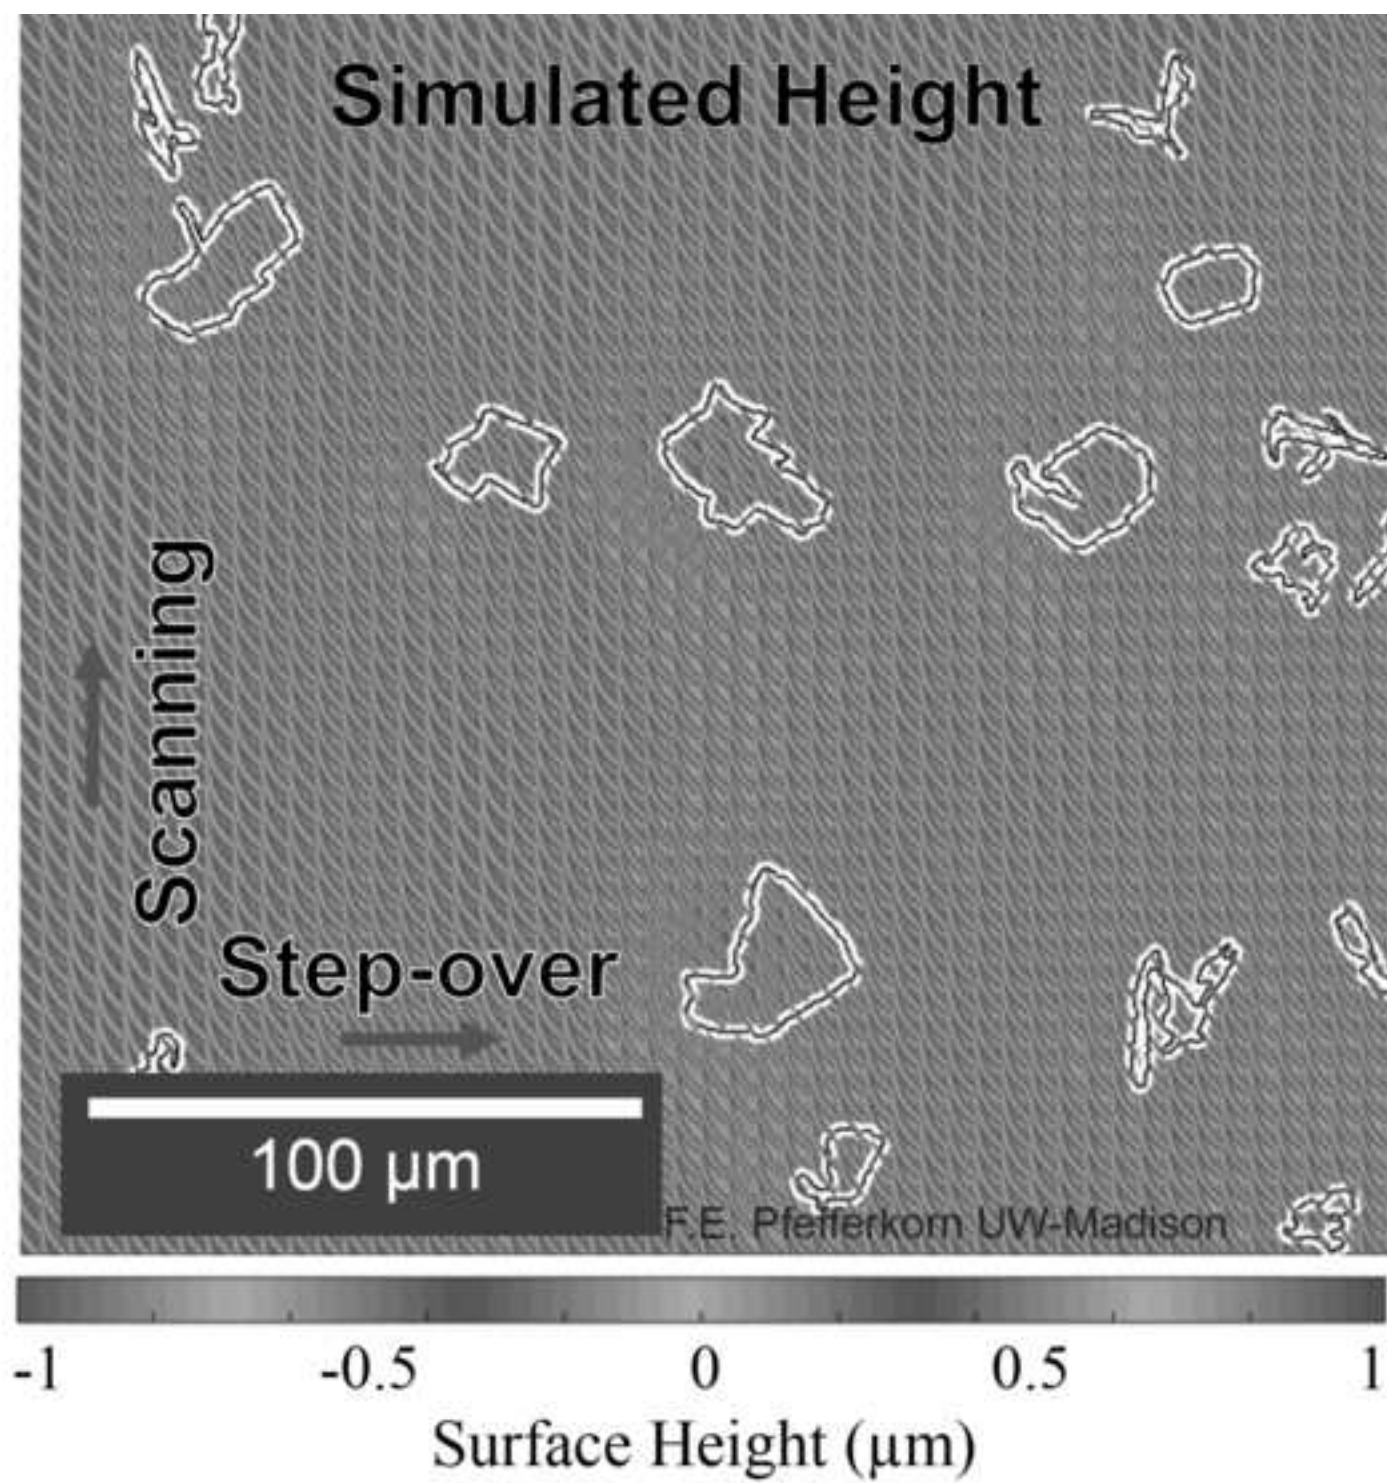 Simulated Height
Scanning
Step-over
100 µm
F.E. Pfefferkorn UW-Madison
-1 -0.5 0 0.5 1
Surface Height (µm)